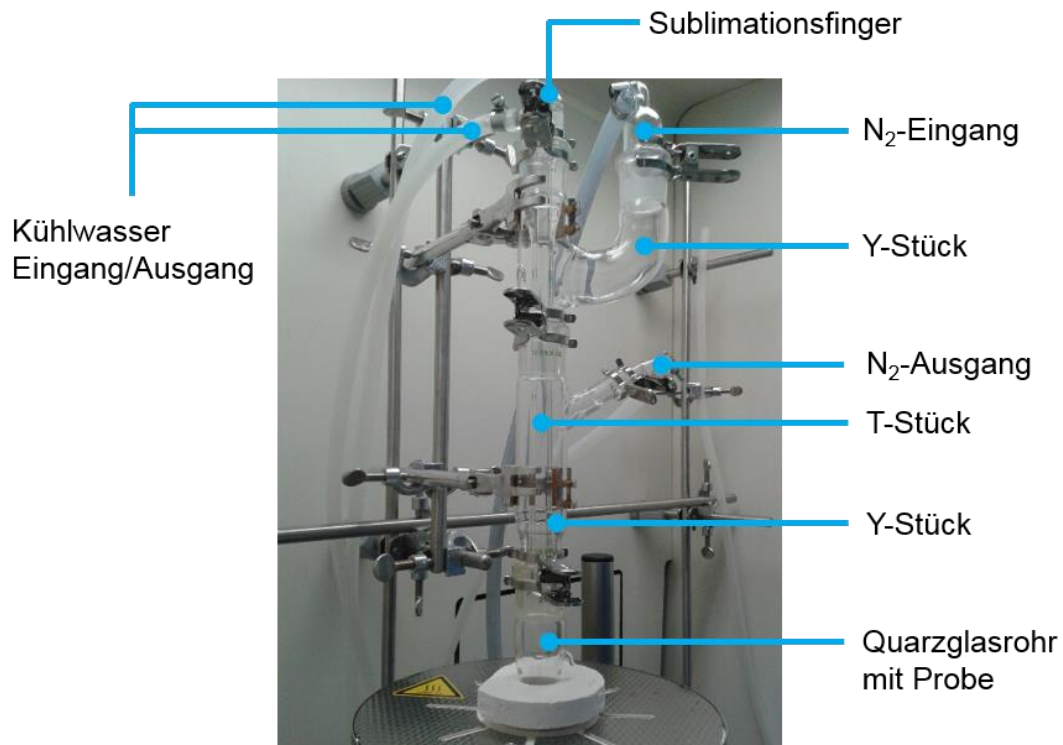 Sublimationsfinger
N₂-Eingang
Kühlwasser
Eingang/Ausgang
Y-Stück
N₂-Ausgang
T-Stück
Y-Stück
Quarzglasrohr
mit Probe